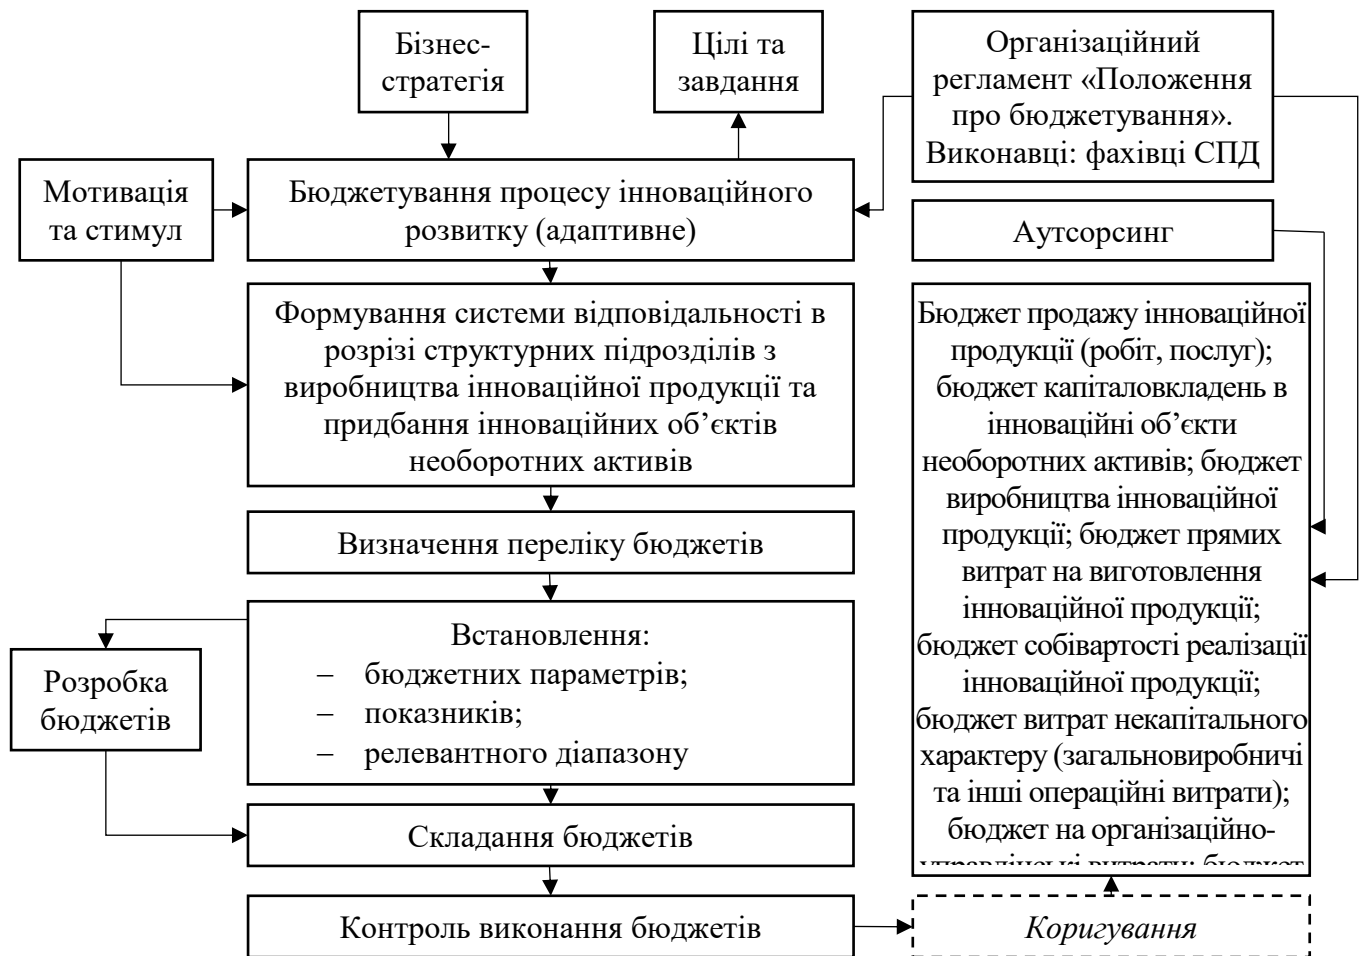 Бізнес-
стратегія
Цілі та
завдання
Організаційний
регламент «Положення
про бюджетування».
Виконавці: фахівці СПД
Мотивація
та стимул
Бюджетування процесу інноваційного
розвитку (адаптивне)
Аутсорсинг
Формування системи відповідальності в
розрізі структурних підрозділів з
виробництва інноваційної продукції та
придбання інноваційних об’єктів
необоротних активів
Визначення переліку бюджетів
Встановлення:
– бюджетних параметрів;
– показників;
– релевантного діапазону
Розробка
бюджетів
Складання бюджетів
Контроль виконання бюджетів
Бюджет продажу інноваційної
продукції (робіт, послуг);
бюджет капіталовкладень в
інноваційні об’єкти
необоротних активів; бюджет
виробництва інноваційної
продукції; бюджет прямих
витрат на виготовлення
інноваційної продукції;
бюджет собівартості реалізації
інноваційної продукції;
бюджет витрат некапітального
характеру (загальновиробничі
та інші операційні витрати);
бюджет на організаційно-
управлінські витрати; бюджет
Коригування